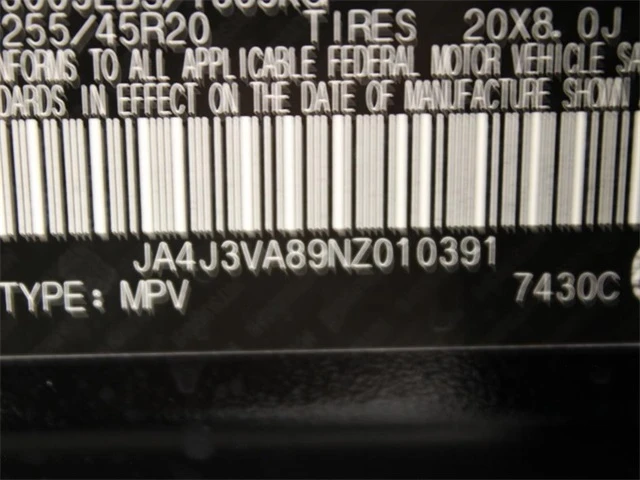 255/45R20 TIRES 20X8.0J
NFORMS TO ALL APPLICABLE FEDERAL MOTOR VEHICLE SA
DARDS IN EFFECT ON THE DATE OF MANUFACTURE SHOWN
JA4J3VA89NZ010391
TYPE: MPV 7430C